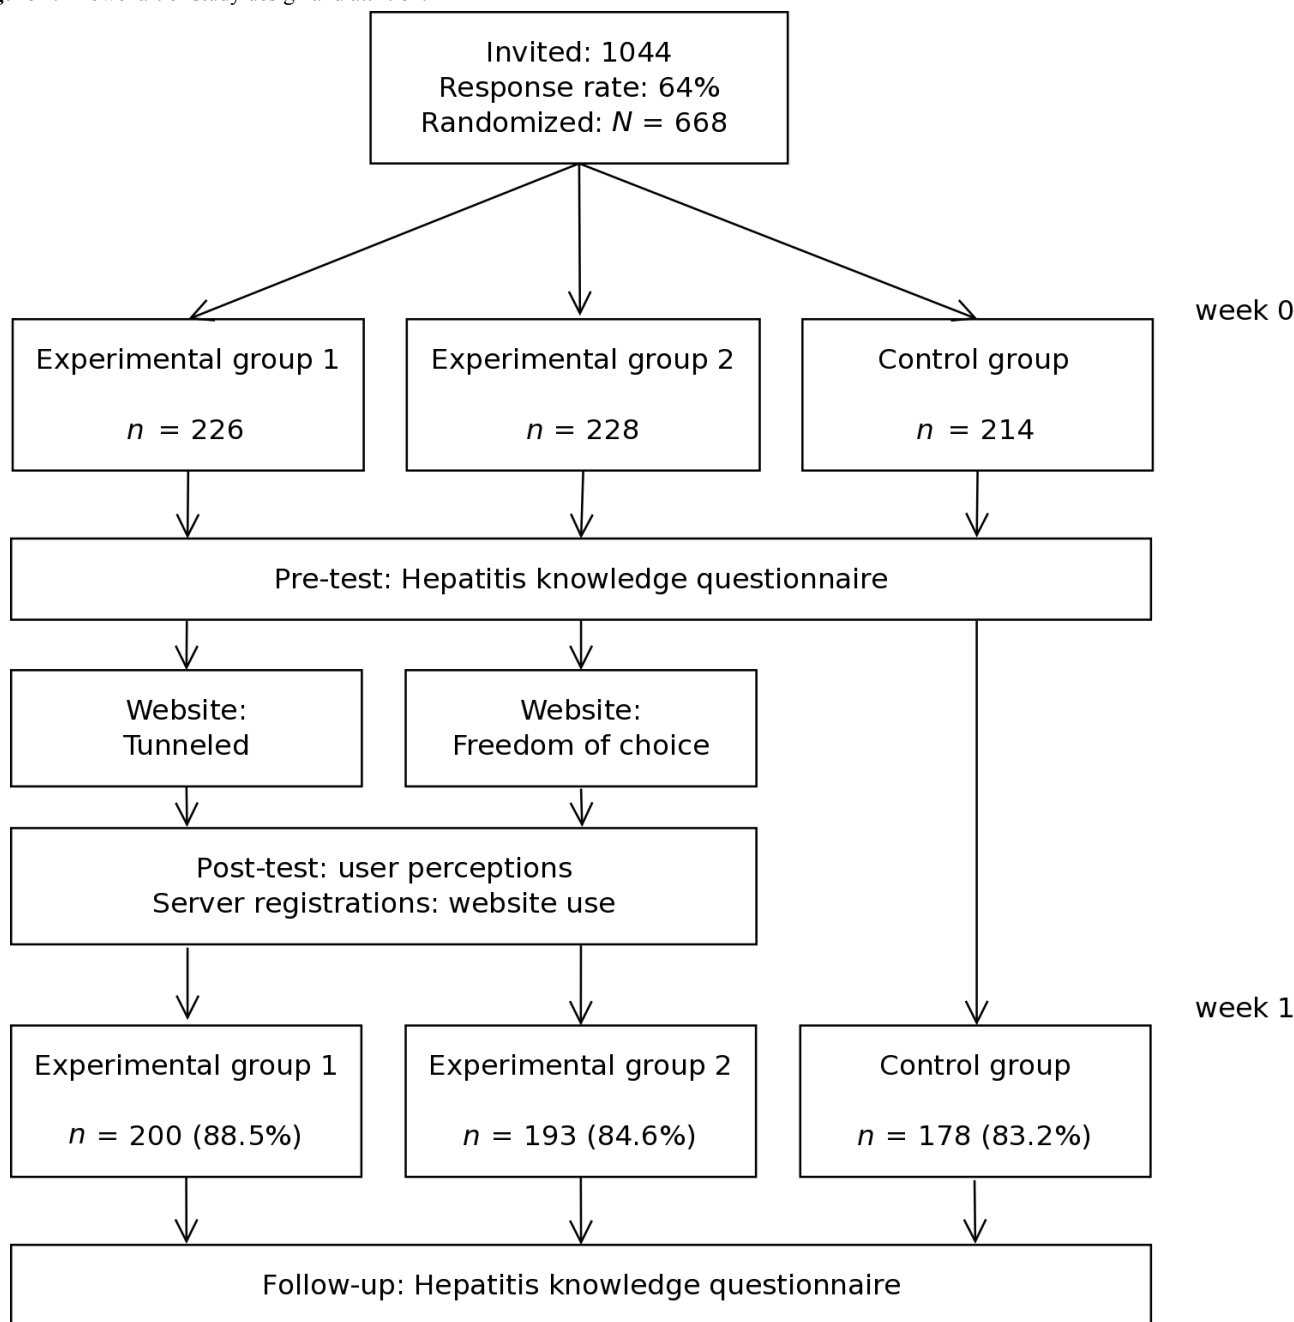 Invited: 1044
Response rate: 64%
Randomized: N = 668
week 0
Experimental group 1
n = 226
Experimental group 2
n = 228
Control group
n = 214
Pre-test: Hepatitis knowledge questionnaire
Website:
Tunneled
Website:
Freedom of choice
Post-test: user perceptions
Server registrations: website use
week 1
Experimental group 1
n = 200 (88.5%)
Experimental group 2
n = 193 (84.6%)
Control group
n = 178 (83.2%)
Follow-up: Hepatitis knowledge questionnaire